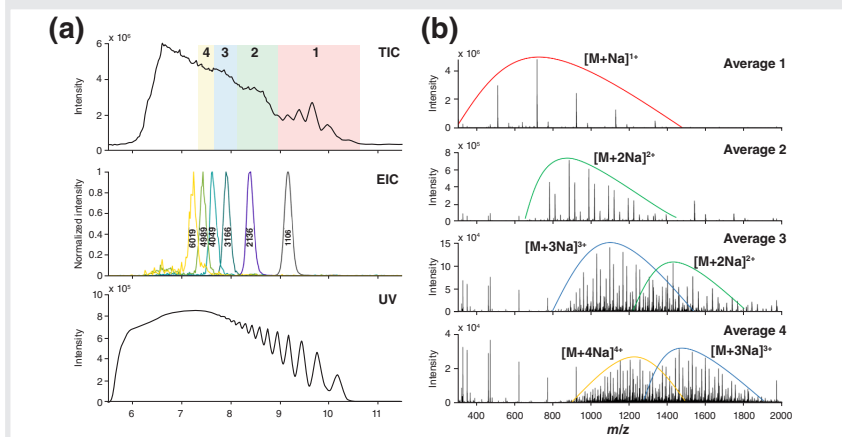 (a)
x 10⁶
4 3 2 1
TIC
6
4
2
0
Intensity
EIC
1
0.8
0.6
0.4
0.2
0
Normalized intensity
6019
4989
4049
3166
2136
1106
UV
x 10⁵
10
8
6
4
2
0
Intensity
6 7 8 9 10 11
(b)
x 10⁶
[M+Na]¹⁺
Average 1
4
2
0
Intensity
x 10⁵
[M+2Na]²⁺
Average 2
8
6
4
2
0
Intensity
x 10⁴
[M+3Na]³⁺
[M+2Na]²⁺
Average 3
15
10
5
0
Intensity
x 10⁴
[M+4Na]⁴⁺
[M+3Na]³⁺
Average 4
4
2
0
Intensity
400 600 800 1000 1200 1400 1600 1800 2000
m/z